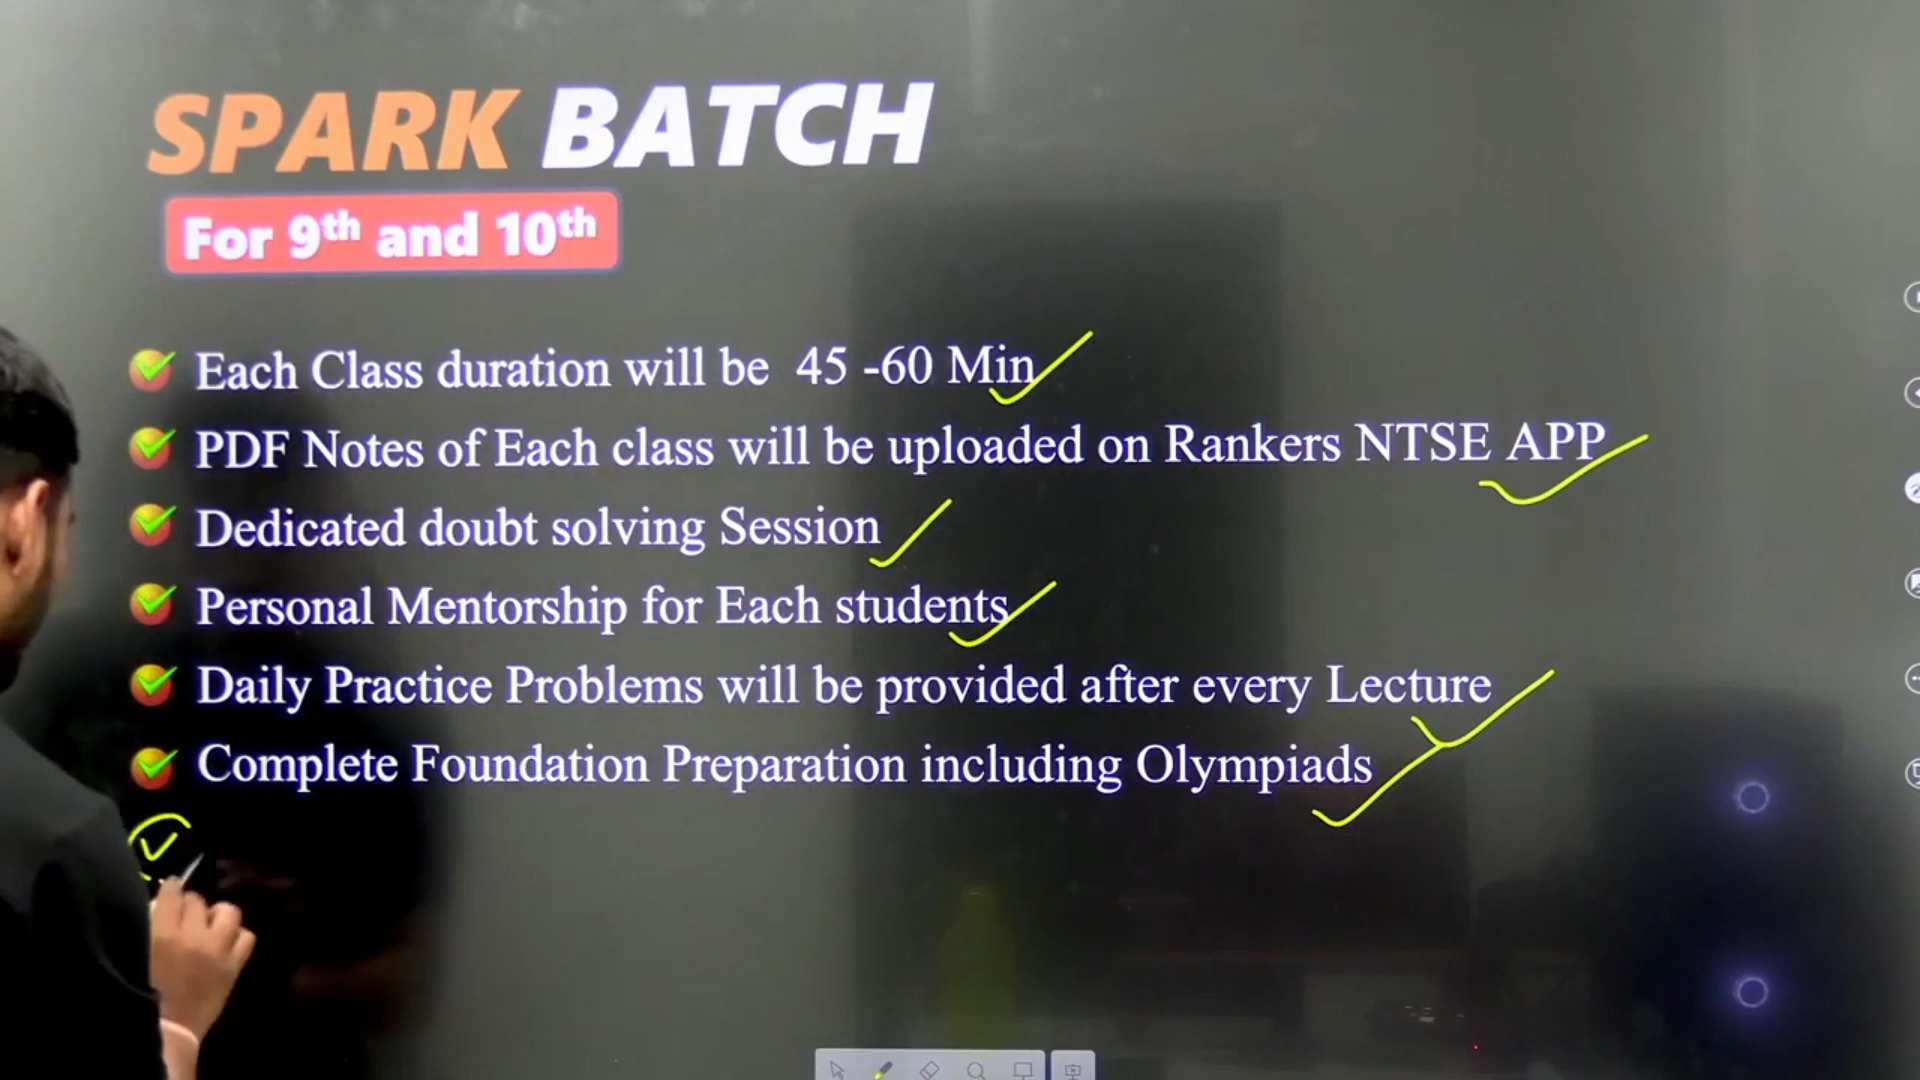 SPARK BATCH
For 9th and 10th
Each Class duration will be 45 -60 Min
PDF Notes of Each class will be uploaded on Rankers NTSE APP
Dedicated doubt solving Session
Personal Mentorship for Each students
Daily Practice Problems will be provided after every Lecture
Complete Foundation Preparation including Olympiads